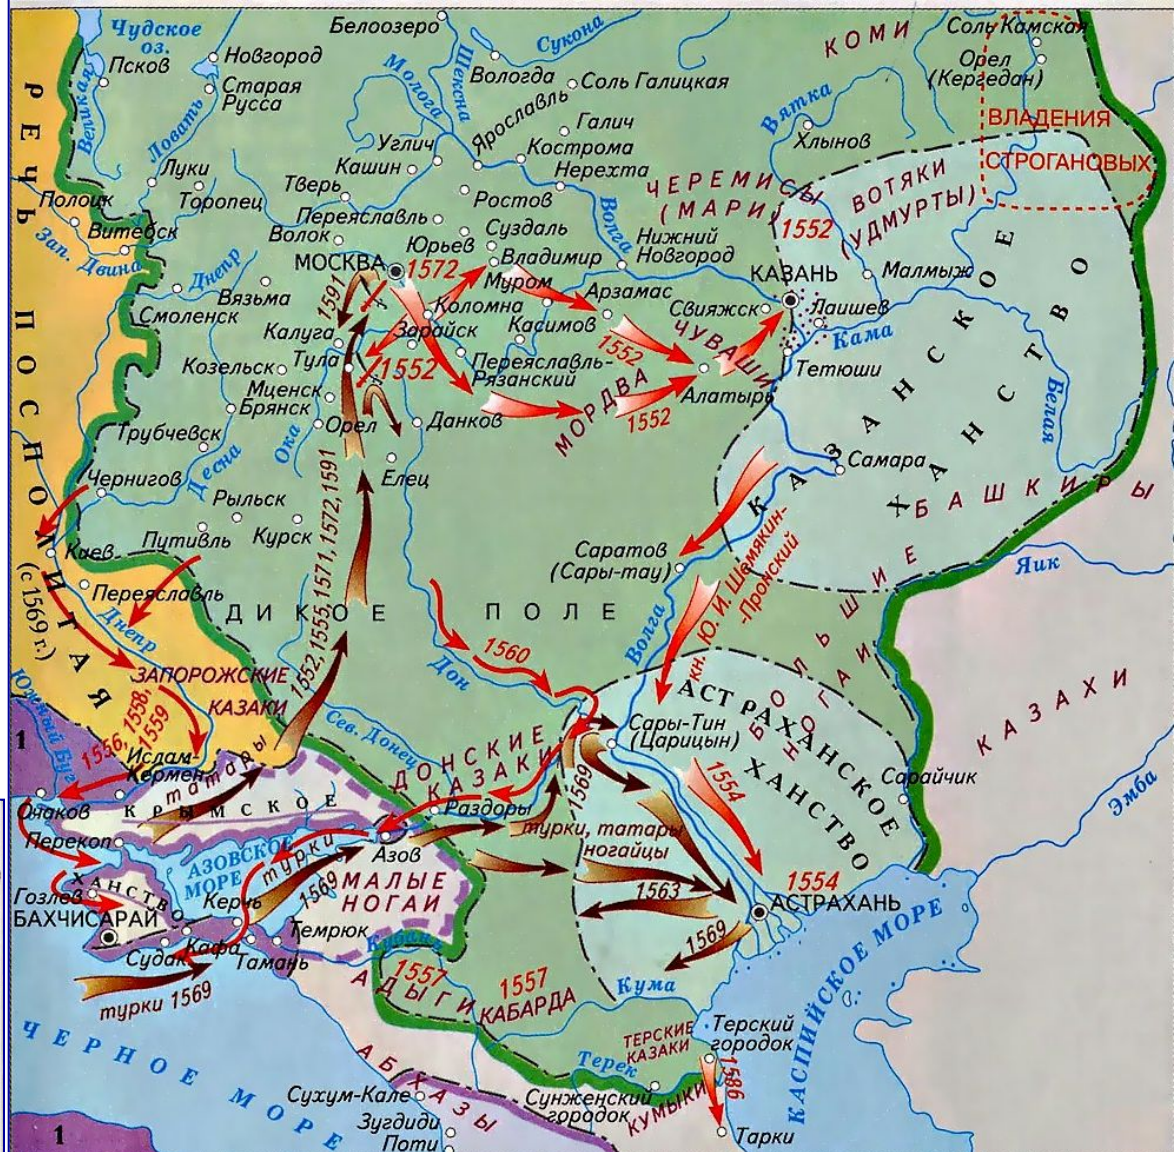 Белоозеро
Чудское
оз.
Псков
Великая
Новгород
Старая
Русса
Ловать
Молога
Шексна
Сукона
Вологда
Соль Галицкая
КОМИ
Соль Камская
Орел
(Кергедан)
ВЛАДЕНИЯ
СТРОГАНОВЫХ
Вятка
Хлынов
Ярославль
Галич
Углич
Кострома
Кашин
Нерехта
Луки
Торопец
Тверь
Ростов
Полоцк
Витебск
Зап. Двина
Переяславль
Суздаль
Волок
Юрьев
Владимир
Волга
Нижний
Новгород
ЧЕРЕМИСЫ
(МАРИ)
1552
ВОТЯКИ
(УДМУРТЫ)
МОСКВА
1572
Муром
Арзамас
КАЗАНЬ
Малмыж
Свияжск
Лаишев
Кама
Днепр
Вязьма
Смоленск
1591
Коломна
Касимов
Калуга
Зарайск
Тула
1552
Козельск
Переяславль-
Рязанский
1552
ЧУВАШИ
Тетюши
Мценск
Брянск
МОРДВА
1552
Алатырь
Белая
Орел
Данков
Ока
Трубчевск
Десна
Елец
Чернигов
Рыльск
Путивль
Курск
Самара
КАЗАНСКОЕ
ХАНСТВО
БАШКИРЫ
РЕЧЬ ПОСПОЛИТАЯ
(с 1569 г.)
Киев
Переяславль
Днепр
Саратов
(Сары-тау)
кн. Ю. И. Шемякин-
-Пронский
Яик
БОЛЬШИЕ
НОГАИ
ДИКОЕ ПОЛЕ
1552, 1555, 1571, 1572, 1591
Волга
Дон
1560
ЗАПОРОЖСКИЕ
КАЗАКИ
Южный Буг
1
1556, 1558,
1559
Ислам-
Кермен
татары
Сев. Донец
ДОНСКИЕ
КАЗАКИ
Сары-Тин
(Царицын)
АСТРАХАНСКОЕ
ХАНСТВО
КАЗАХИ
Сарайчик
Эмба
1569
1554
Очаков
КРЫМСКОЕ
ХАНСТВО
Перекоп
Раздоры
турки, татары
ногайцы
АЗОВСКОЕ
МОРЕ
турки
1569
Азов
МАЛЫЕ
НОГАИ
Гозлев
БАХЧИСАРАЙ
Керчь
1563
1554
АСТРАХАНЬ
Темрюк
Кубань
Кафа
Судак
Тамань
1569
турки 1569
1557
АДЫГИ
1557
КАБАРДА
Кума
КАСПИЙСКОЕ МОРЕ
ЧЕРНОЕ МОРЕ
АБХАЗЫ
ТЕРСКИЕ
КАЗАКИ
Терский
городок
Терек
1586
Сухум-Кале
Сунженский
городок
КУМЫКИ
Зугдиди
Поти
Тарки
1